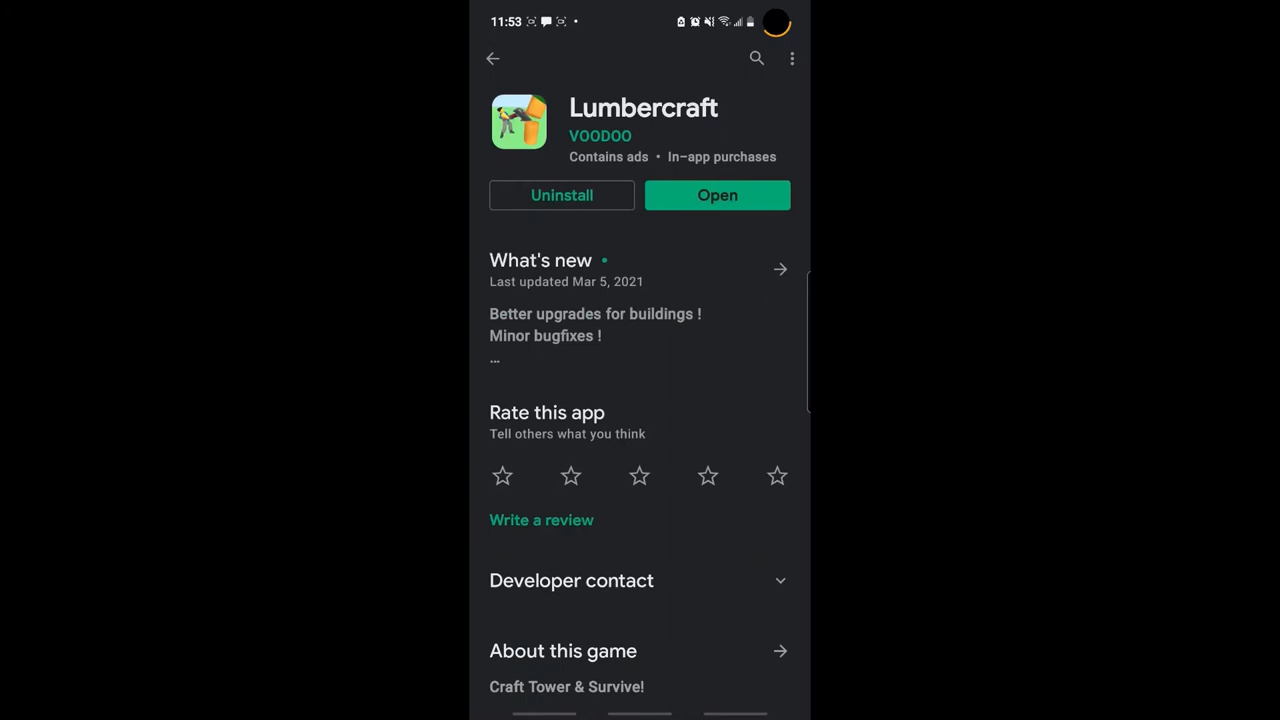 11:53
Lumbercraft
VOODOO
Contains ads • In-app purchases
Uninstall
Open
What's new •
Last updated Mar 5, 2021
Better upgrades for buildings !
Minor bugfixes !
...
Rate this app
Tell others what you think
Write a review
Developer contact
About this game
Craft Tower & Survive!